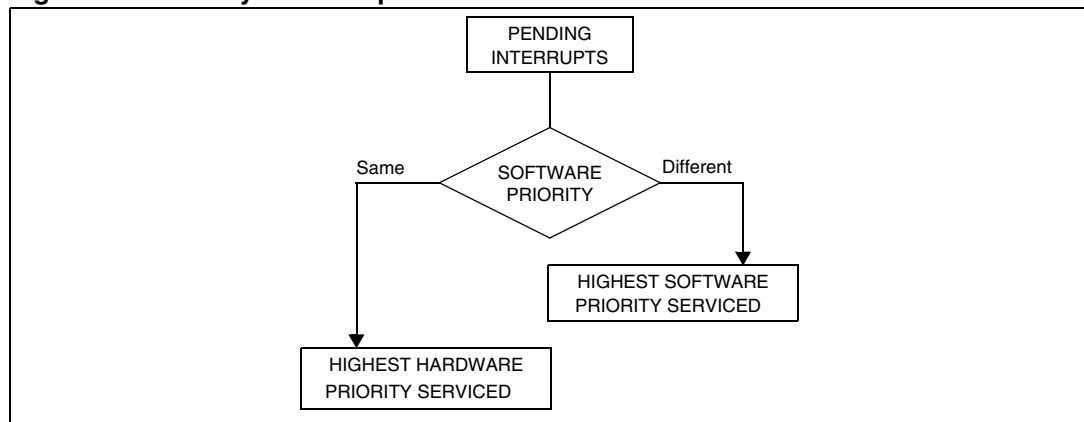 PENDING
INTERRUPTS
Same
SOFTWARE
PRIORITY
Different
HIGHEST SOFTWARE
PRIORITY SERVICED
HIGHEST HARDWARE
PRIORITY SERVICED